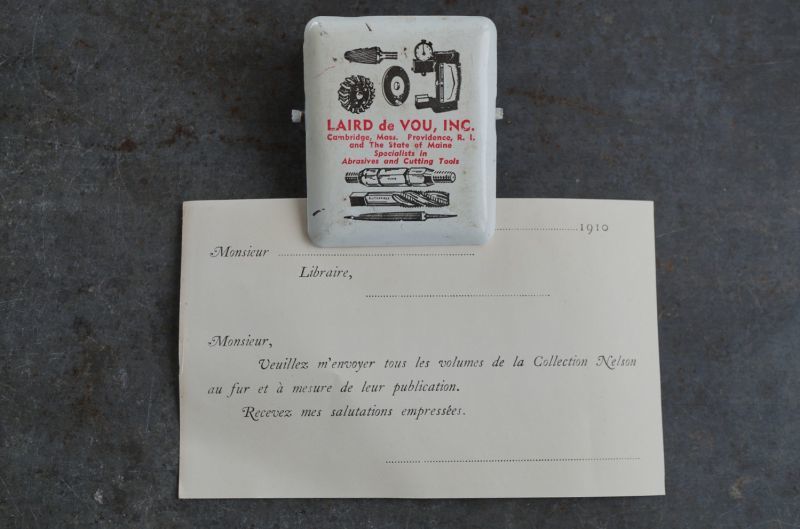 LAIRD de VOU, INC.
Cambridge, Mass. Providence, R. I.
and The State of Maine
Specialists in
Abrasives and Cutting Tools
1910
Monsieur
Libraire,
Monsieur,
Veuillez m'envoyer tous les volumes de la Collection Nelson
au fur et à mesure de leur publication.
Recevez mes salutations empressées.